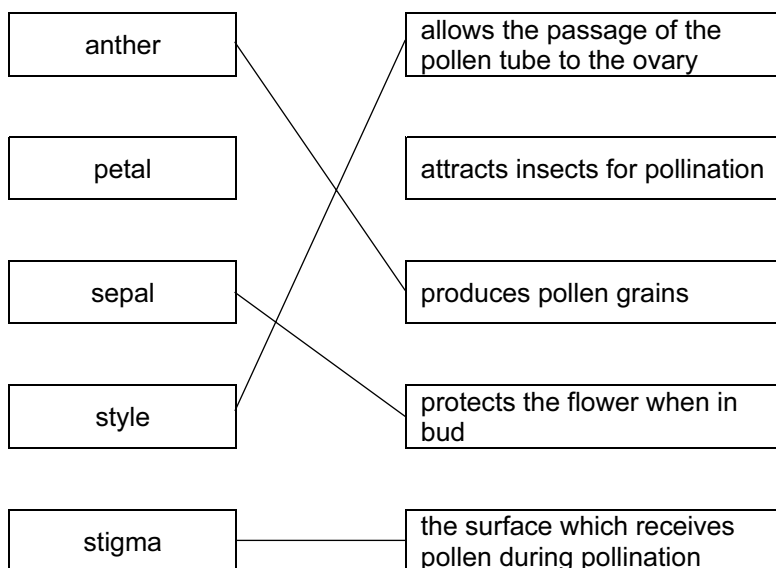 anther
allows the passage of the
pollen tube to the ovary
petal
attracts insects for pollination
sepal
produces pollen grains
style
protects the flower when in
bud
stigma
the surface which receives
pollen during pollination